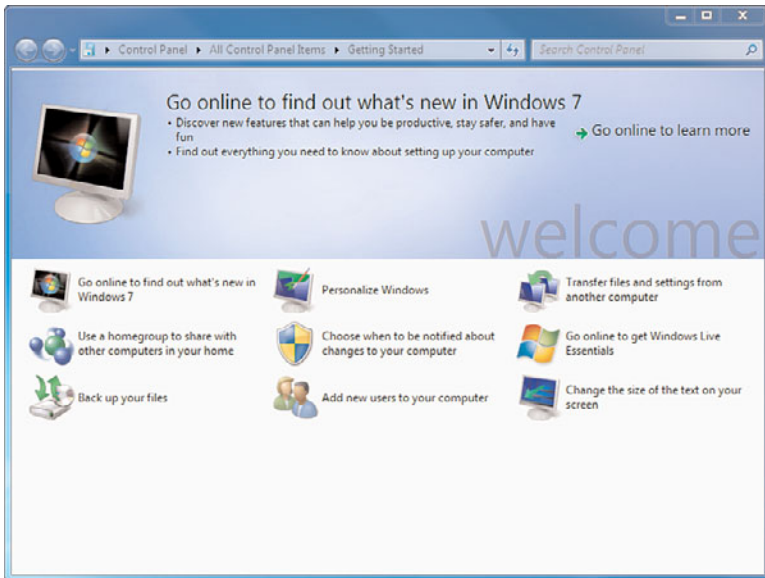 Control Panel ▸ All Control Panel Items ▸ Getting Started
Search Control Panel
Go online to find out what's new in Windows 7
• Discover new features that can help you be productive, stay safer, and have
fun
• Find out everything you need to know about setting up your computer
Go online to learn more
welcome
Go online to find out what's new in
Windows 7
Personalize Windows
Transfer files and settings from
another computer
Use a homegroup to share with
other computers in your home
Choose when to be notified about
changes to your computer
Go online to get Windows Live
Essentials
Back up your files
Add new users to your computer
Change the size of the text on your
screen